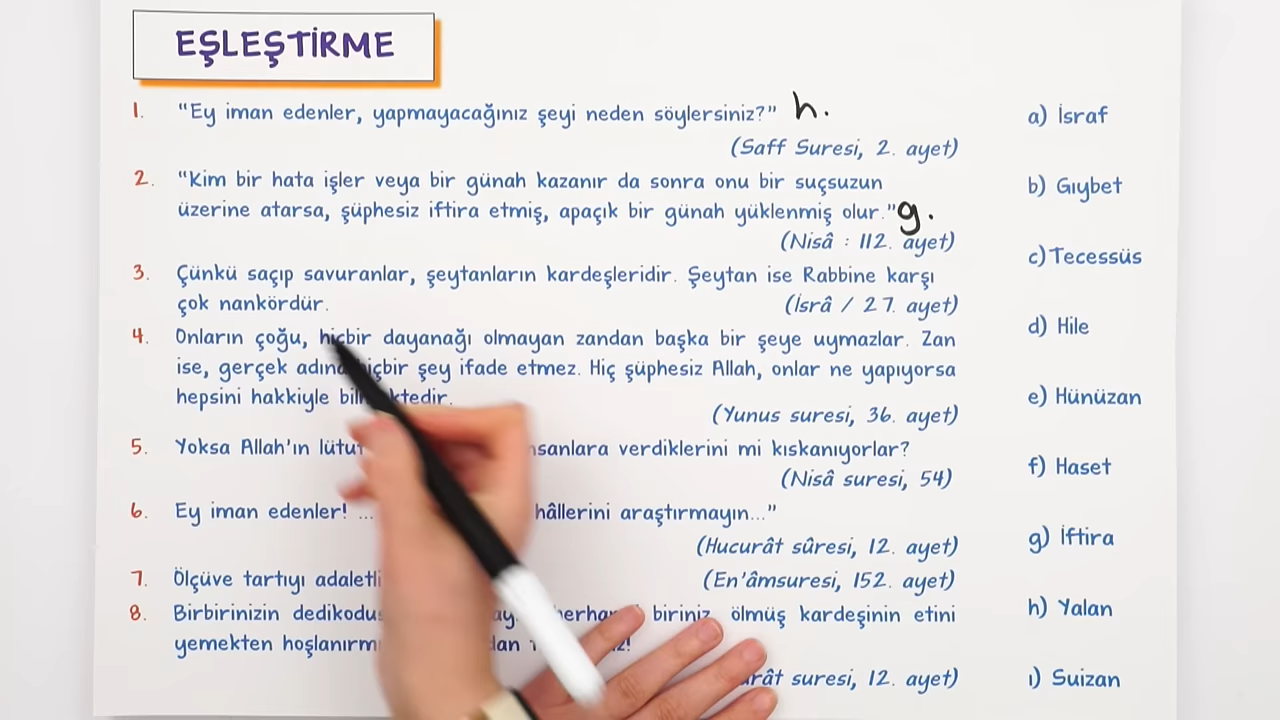 EŞLEŞTİRME
1. “Ey iman edenler, yapmayacağınız şeyi neden söylersiniz?” h.
(Saff Suresi, 2. ayet)
2. “Kim bir hata işler veya bir günah kazanır da sonra onu bir suçsuzun
üzerine atarsa, şüphesiz iftira etmiş, apaçık bir günah yüklenmiş olur.” g.
(Nisâ : 112. ayet)
3. Çünkü saçıp savuranlar, şeytanların kardeşleridir. Şeytan ise Rabbine karşı
çok nankördür. (İsrâ / 27. ayet)
4. Onların çoğu, hiçbir dayanağı olmayan zandan başka bir şeye uymazlar. Zan
ise, gerçek adına hiçbir şey ifade etmez. Hiç şüphesiz Allah, onlar ne yapıyorsa
hepsini hakkiyle bilmektedir.
(Yunus suresi, 36. ayet)
5. Yoksa Allah’ın verdiklerini mi kıskanıyorlar?
(Nisâ suresi, 54)
6. Ey iman edenler! ... hâllerini araştırmayın...”
(Hucurât sûresi, 12. ayet)
7. Ölçüve tartıyı (En’âmsuresi, 152. ayet)
8. Birbirinizin biriniz, ölmüş kardeşinin etini
yemekten
suresi, 12. ayet)
a) İsraf
b) Gıybet
c) Tecessüs
d) Hile
e) Hünüzan
f) Haset
g) İftira
h) Yalan
ı) Suizan